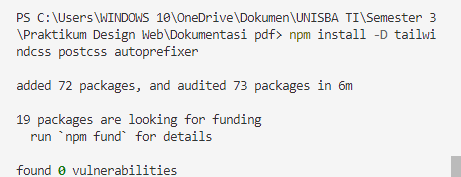 PS C:\Users\WINDOWS 10\OneDrive\Dokumen\UNISBA TI\Semester 3
\Praktikum Design Web\Dokumentasi pdf> npm install -D tailwi
ndcss postcss autoprefixer
added 72 packages, and audited 73 packages in 6m
19 packages are looking for funding
  run `npm fund` for details
found 0 vulnerabilities